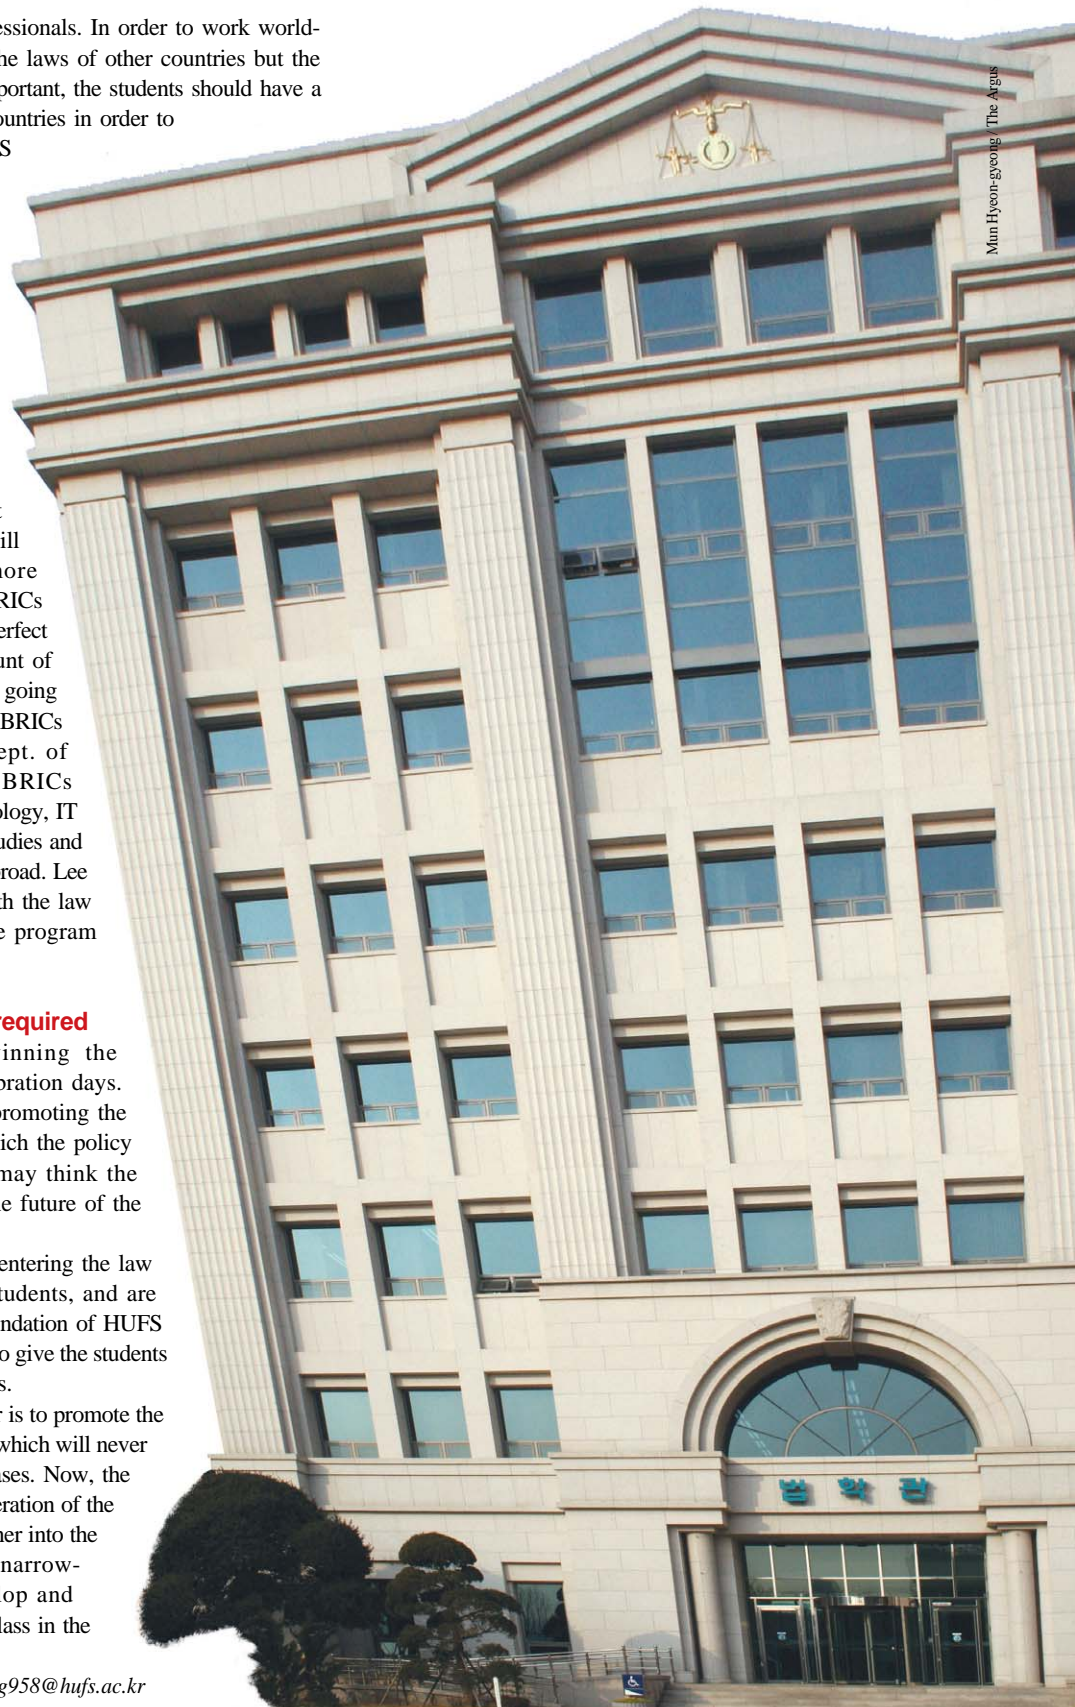 essionals. In order to work world-
he laws of other countries but the
portant, the students should have a
ountries in order to
S
t
ill
nore
RICs
erfect
unt of
going
BRICs
ept. of
BRICs
ology, IT
udies and
broad. Lee
th the law
e program
required
inning the
bration days.
promoting the
ich the policy
may think the
e future of the
entering the law
tudents, and are
ndation of HUFS
o give the students
s.
r is to promote the
which will never
ases. Now, the
eration of the
ner into the
narrow-
op and
lass in the
g958@hufs.ac.kr
Mun Hyeon-gyeong / The Argus
법학관